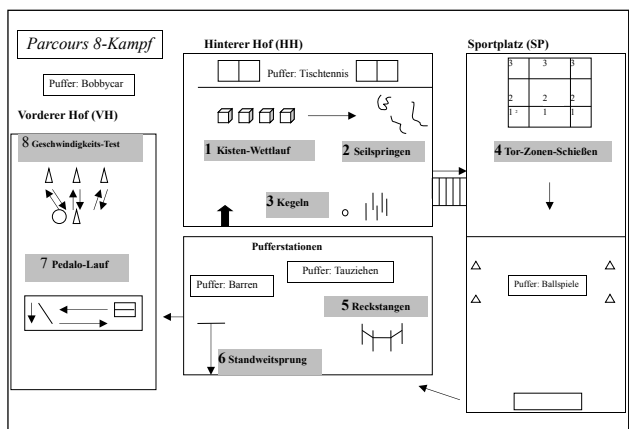 Parcours 8-Kampf
Puffer: Bobbycar
Vorderer Hof (VH)
8 Geschwindigkeits-Test
7 Pedalo-Lauf
Hinterer Hof (HH)
Puffer: Tischtennis
1 Kisten-Wettlauf
2 Seilspringen
3 Kegeln
Pufferstationen
Puffer: Tauziehen
Puffer: Barren
5 Reckstangen
6 Standweitsprung
Sportplatz (SP)
3 3 3
2 2 2
1 2 1 1
4 Tor-Zonen-Schießen
Puffer: Ballspiele